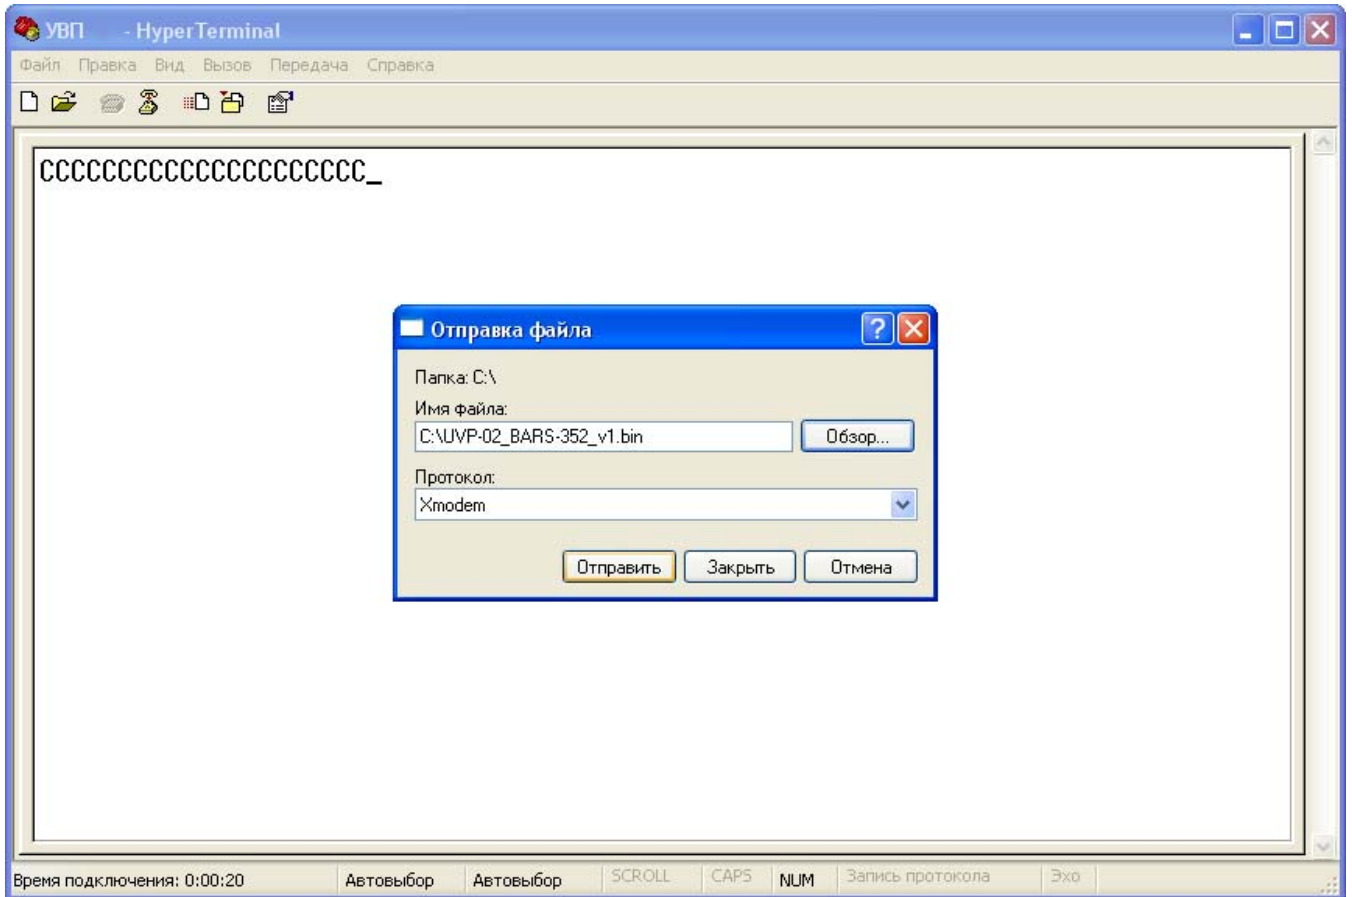 УВП - HyperTerminal
Файл Правка Вид Вызов Передача Справка
CCCCCCCCCCCCCCCCCCCCC_
Отправка файла
Папка: C:\
Имя файла:
C:\UVP-02_BARS-352_v1.bin
Обзор...
Протокол:
Xmodem
Отправить Закрыть Отмена
Время подключения: 0:00:20 Автовыбор Автовыбор SCROLL CAPS NUM Запись протокола Эхо